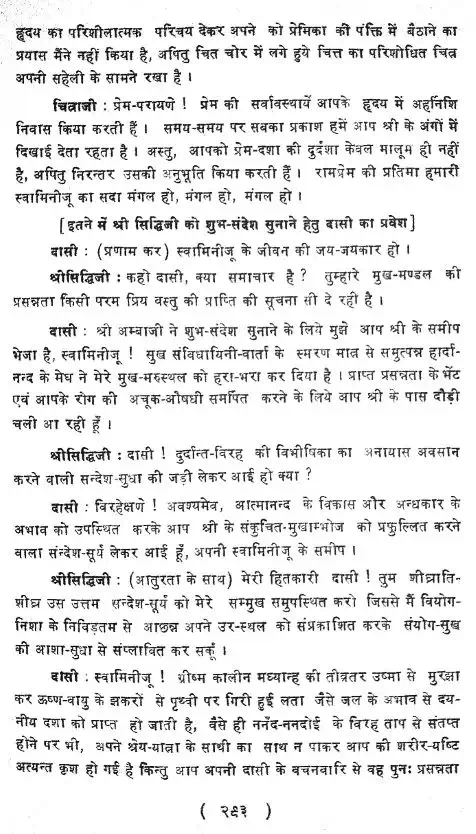 हृदय का परिशीलात्मक परिचय देकर अपने को प्रेमिका की पंक्ति में बैठाने का
प्रयास मैंने नहीं किया है, अपितु चित चोर में लगे हुये चित्त का परिशोधित चित्र
अपनी सहेली के सामने रखा है ।
चित्राजी : प्रेम-परायणे ! प्रेम की सर्वावस्थायें आपके हृदय में अहर्निशि
निवास किया करती हैं । समय-समय पर सबका प्रकाश हमें आप श्री के अंगों में
दिखाई देता रहता है । अस्तु, आपको प्रेम-दशा की दुर्दशा केवल मालूम ही नहीं
है, अपितु निरन्तर उसकी अनुभूति किया करती हैं । रामप्रेम की प्रतिमा हमारी
स्वामिनीजू का सदा मंगल हो, मंगल हो, मंगल हो ।
[इतने में श्री सिद्धिजी को शुभ-संदेश सुनाने हेतु दासी का प्रवेश]
दासी : (प्रणाम कर) स्वामिनीजू के जीवन की जय-जयकार हो ।
श्रीसिद्धिजी : कहो दासी, क्या समाचार है ? तुम्हारे मुख-मण्डल की
प्रसन्नता किसी परम प्रिय वस्तु की प्राप्ति की सूचना सी दे रही है ।
दासी : श्री अम्बाजी ने शुभ-संदेश सुनाने के लिये मुझे आप श्री के समीप
भेजा है, स्वामिनीजू ! सुख संविधायिनी-वार्ता के स्मरण मात्र से समुत्पन्न हार्दा-
नन्द के मेघ ने मेरे मुख-मरुस्थल को हरा-भरा कर दिया है । प्राप्त प्रसन्नता के भेंट
एवं आपके रोग की अचूक-औषधी समर्पित करने के लिये आप श्री के पास दौड़ी
चली आ रही हूँ ।
श्रीसिद्धिजी : दासी ! दुर्दान्त-विरह की विभीषिका का अनायास अवसान
करने वाली सन्देश-सुधा की जड़ी लेकर आई हो क्या ?
दासी : विरहेक्षणे ! अवश्यमेव, आत्मानन्द के विकास और अन्धकार के
अभाव को उपस्थित करके आप श्री के संकुचित-मुखाम्भोज को प्रफुल्लित करने
वाला संन्देश-सूर्य लेकर आई हूँ, अपनी स्वामिनीजू के समीप ।
श्रीसिद्धिजी : (आतुरता के साथ) मेरी हितकारी दासी ! तुम शीघ्राति-
शीघ्र उस उत्तम सन्देश-सूर्य को मेरे सम्मुख समुपस्थित करो जिससे मैं वियोग-
निशा के निविड़तम से आछन्न अपने उर-स्थल को संप्रकाशित करके संयोग-सुख
की आशा-सुधा से संप्लावित कर सकूँ ।
दासी : स्वामिनीजू ! ग्रीष्म कालीन मध्यान्ह की तीव्रतर उष्मा से मुरझा
कर ऊष्ण-वायु के झकरों से पृथ्वी पर गिरी हुई लता जैसे जल के अभाव से दय-
नीय दशा को प्राप्त हो जाती है, वैसे ही ननँद-ननदोई के विरह ताप से संतप्त
होने पर भी, अपने श्रेय-यात्रा के साथी का साथ न पाकर आप की शरीर-यष्टि
अत्यन्त कृश हो गई है किन्तु आप अपनी दासी के बचनवारि से वह पुनः प्रसन्नता
( २९३ )